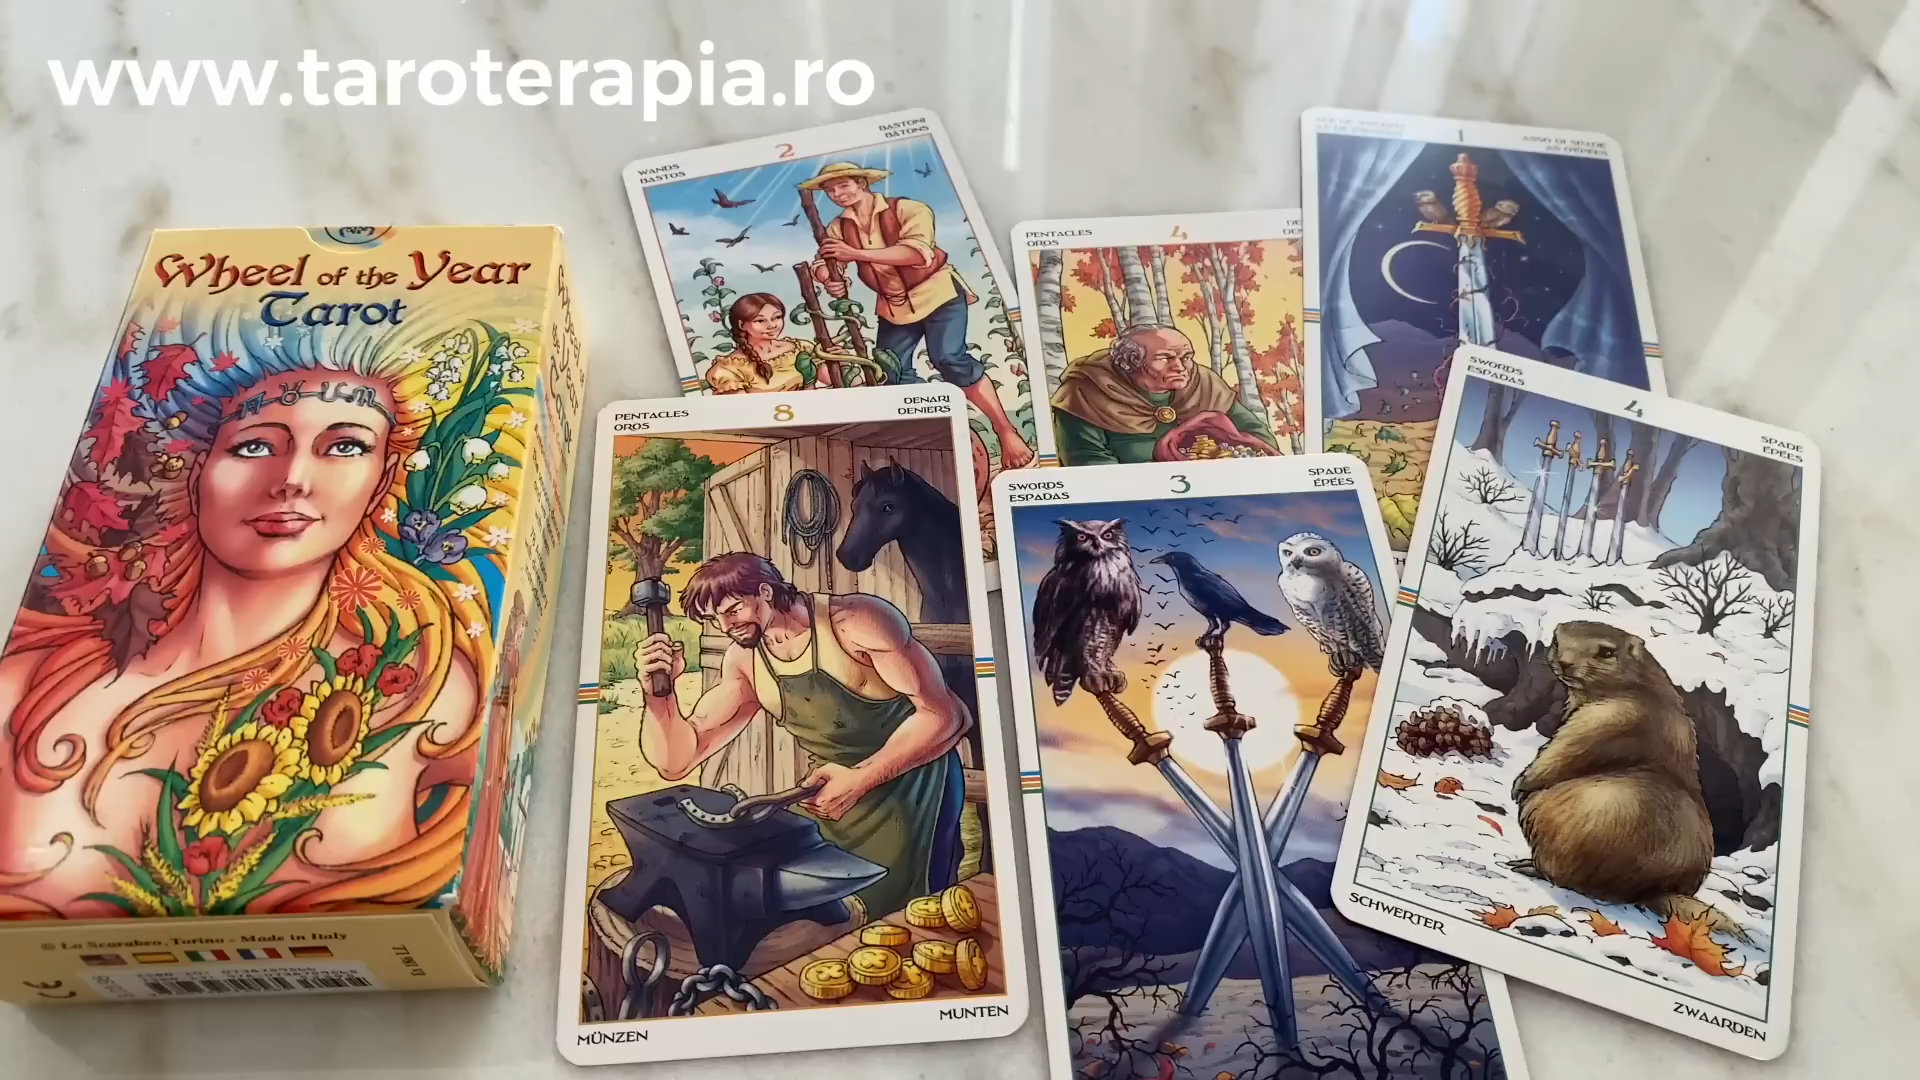 www.taroterapia.ro
Wheel of the Year
Tarot
© Lo Scarabeo, Torino - Made in Italy
WANDS
BASTOS
2
BASTONI
BÂTONS
PENTACLES
OROS
4
1
ASSO DI SPADE
AS D'ÉPÉES
PENTACLES
OROS
8
DENARI
DENIERS
MÜNZEN
MUNTEN
SWORDS
ESPADAS
3
SPADE
ÉPÉES
SWORDS
ESPADAS
4
SPADE
ÉPÉES
SCHWERTER
ZWAARDEN